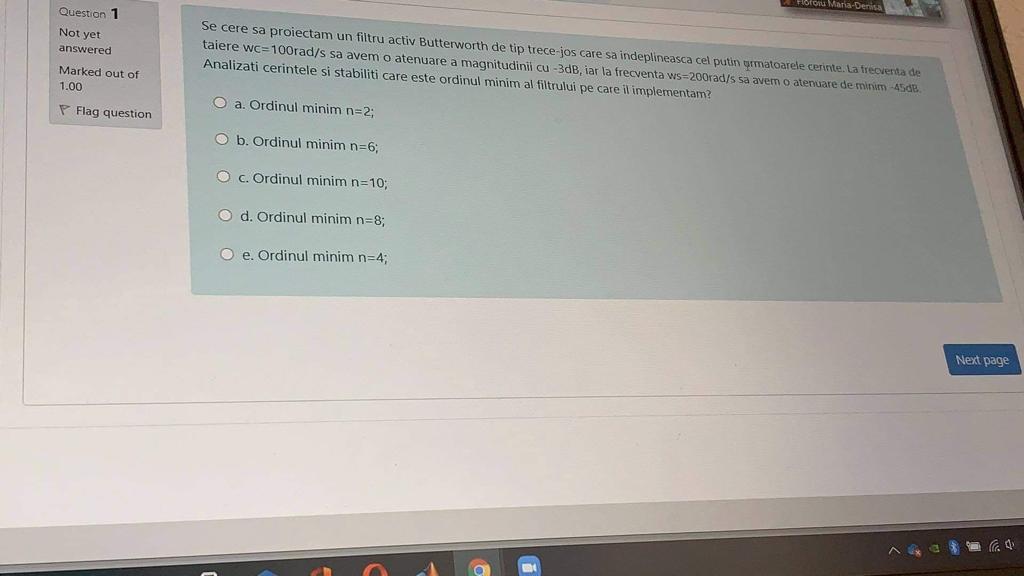 Floroiu Maria-Denisa
Question 1
Not yet
answered
Marked out of
1.00
Flag question
Se cere sa proiectam un filtru activ Butterworth de tip trece-jos care sa indeplineasca cel putin urmatoarele cerinte. La frecventa de
taiere wc=100rad/s sa avem o atenuare a magnitudinii cu -3dB, iar la frecventa ws=200rad/s sa avem o atenuare de minim -45dB.
Analizati cerintele si stabiliti care este ordinul minim al filtrului pe care il implementam?
a. Ordinul minim n=2;
b. Ordinul minim n=6;
c. Ordinul minim n=10;
d. Ordinul minim n=8;
e. Ordinul minim n=4;
Next page